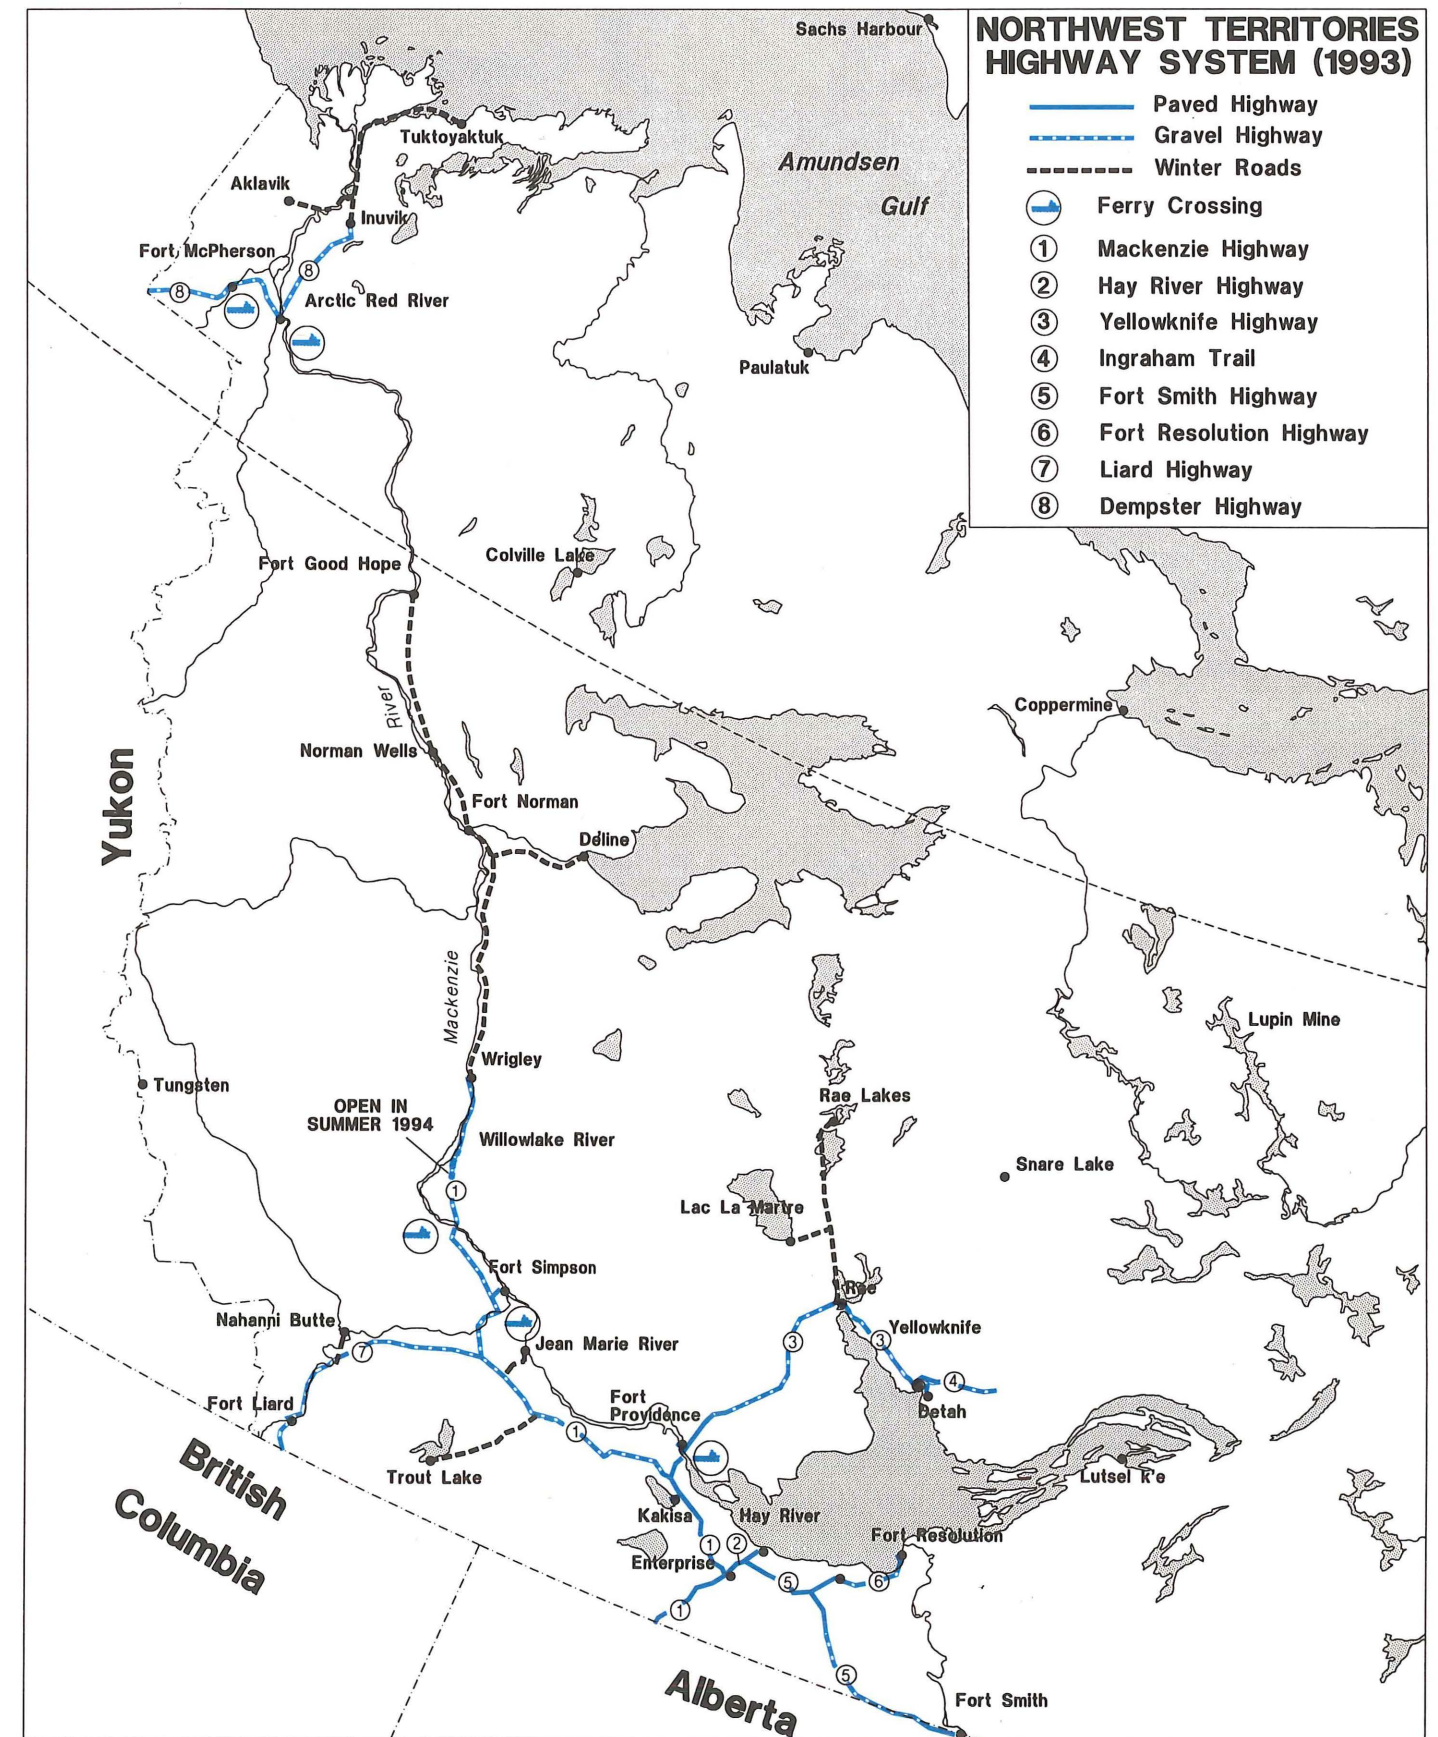 NORTHWEST TERRITORIES
HIGHWAY SYSTEM (1993)
Paved Highway
Gravel Highway
Winter Roads
Ferry Crossing
1 Mackenzie Highway
2 Hay River Highway
3 Yellowknife Highway
4 Ingraham Trail
5 Fort Smith Highway
6 Fort Resolution Highway
7 Liard Highway
8 Dempster Highway
Sachs Harbour
Tuktoyaktuk
Amundsen
Gulf
Aklavik
Inuvik
Fort McPherson
8
8
Arctic Red River
Paulatuk
Colville Lake
Fort Good Hope
River
Coppermine
Norman Wells
Yukon
Fort Norman
Déline
Mackenzie
Lupin Mine
Wrigley
Tungsten
Rae Lakes
OPEN IN
SUMMER 1994
Willowlake River
Snare Lake
1
Lac La Martre
Fort Simpson
Rae
Nahanni Butte
Yellowknife
3
3
Jean Marie River
7
4
Fort Liard
Fort
Providence
Detah
1
British
Columbia
Trout Lake
Lutsel k'e
Kakisa
Hay River
Fort Resolution
1
2
Enterprise
5
6
1
5
Alberta
Fort Smith